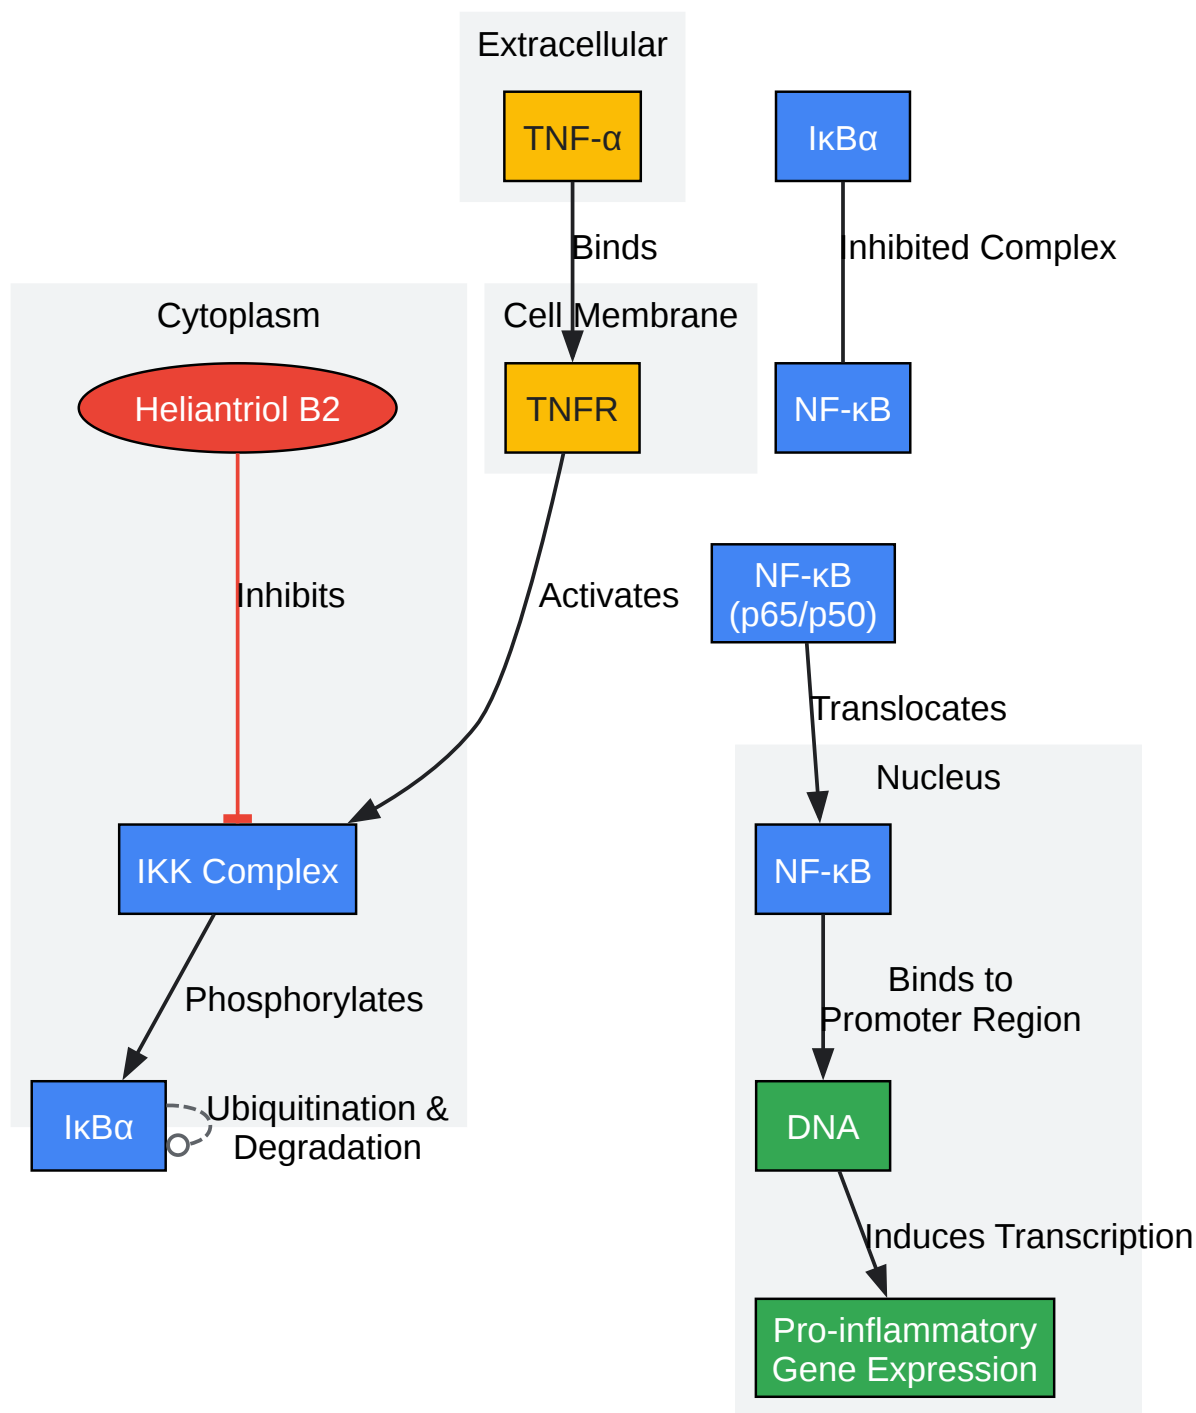 Extracellular
TNF-α
IκBα
Binds
Inhibited Complex
Cytoplasm
Cell Membrane
Heliantriol B2
TNFR
NF-κB
Inhibits
Activates
NF-κB
(p65/p50)
Translocates
Nucleus
IKK Complex
NF-κB
Phosphorylates
Binds to
Promoter Region
IκBα
Ubiquitination &
Degradation
DNA
Induces Transcription
Pro-inflammatory
Gene Expression